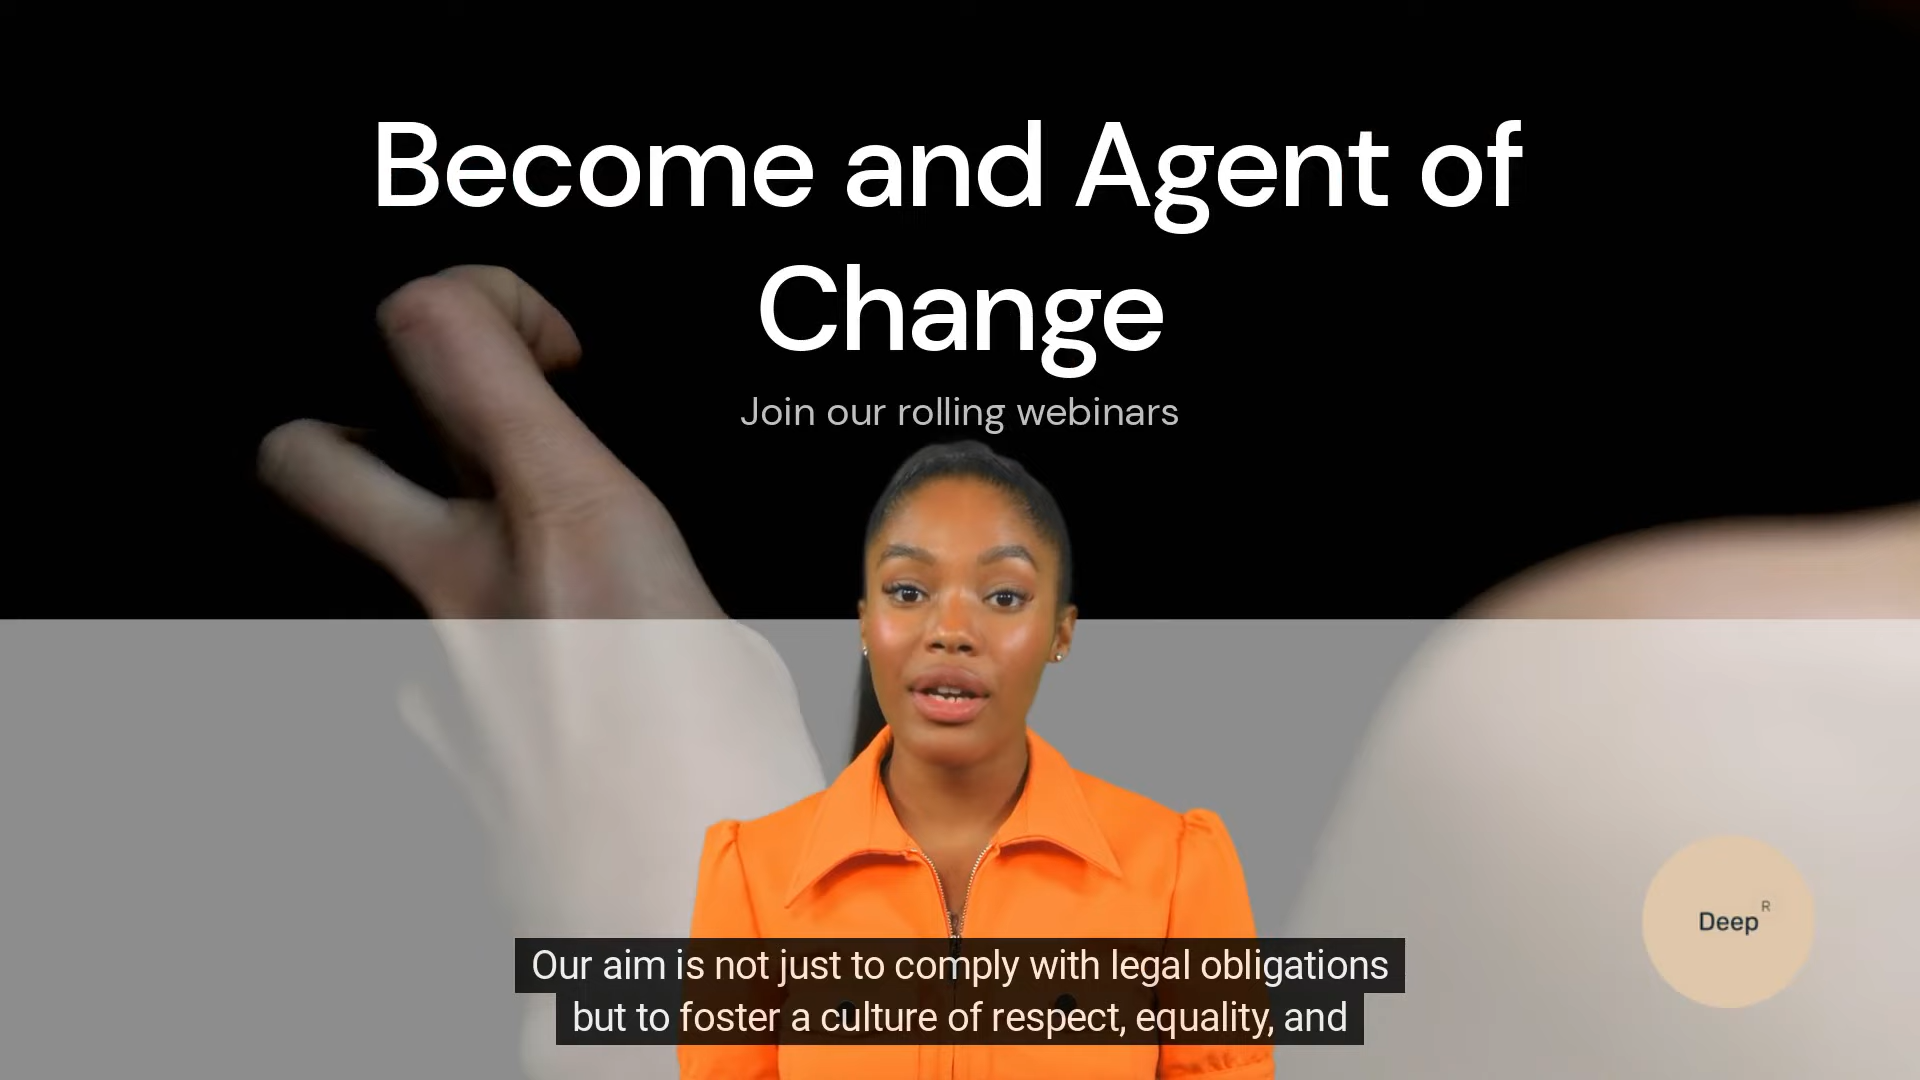 Become and Agent of
Change
Join our rolling webinars
Deep R
Our aim is not just to comply with legal obligations
but to foster a culture of respect, equality, and